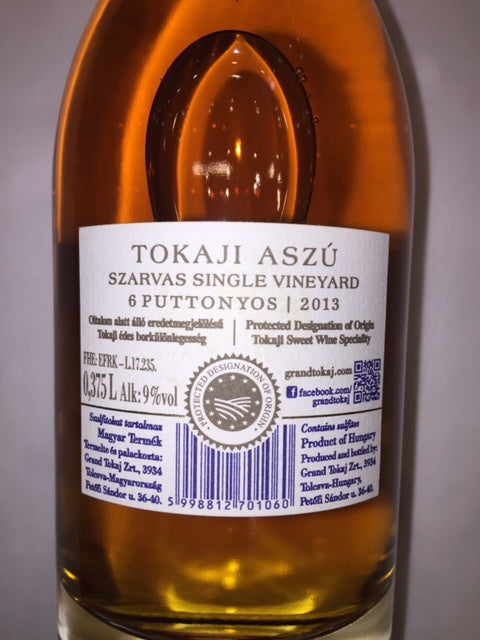 TOKAJI ASZÚ
SZARVAS SINGLE VINEYARD
6 PUTTONYOS | 2013
Oltalom alatt álló eredetmegjelölésű
Tokaji édes borkülönlegesség
Protected Designation of Origin
Tokaji Sweet Wine Specialty
FHE: EFRK – L.17.235.
0,375 L Alk: 9%vol
PROTECTED DESIGNATION OF ORIGIN
grandtokaj.com
facebook.com/
grandtokaj
Szulfitokat tartalmaz
Magyar Termék
Termelte és palackozta:
Grand Tokaj Zrt., 3934
Tolcsva-Magyarország
Petőfi Sándor u. 36-40.
5 998812 701060
Contains sulfites
Product of Hungary
Produced and bottled by:
Grand Tokaj Zrt., 3934
Tolcsva-Hungary,
Petőfi Sándor u. 36-40.